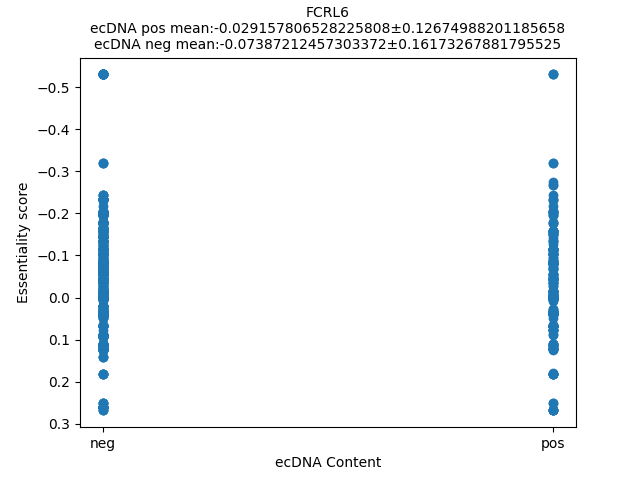 FCRL6
ecDNA pos mean:-0.029157806528225808±0.12674988201185658
ecDNA neg mean:-0.07387212457303372±0.16173267881795525
−0.5
−0.4
−0.3
−0.2
−0.1
0.0
0.1
0.2
0.3
Essentiality score
neg
pos
ecDNA Content